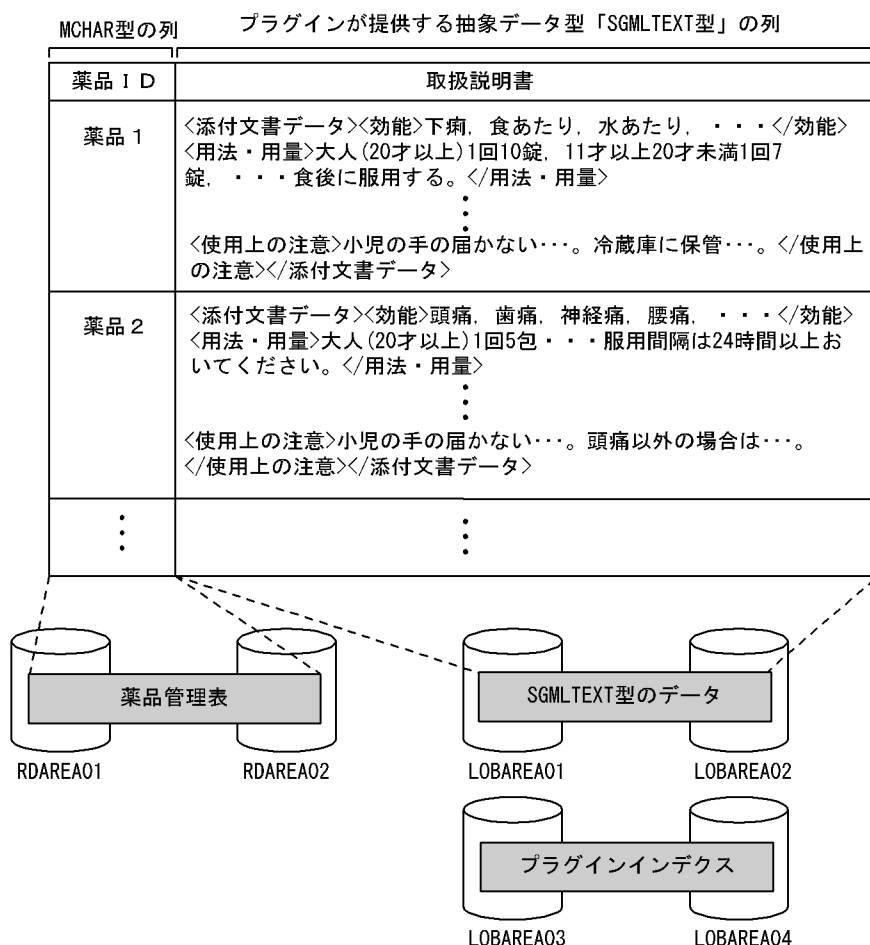 MCHAR型の列
プラグインが提供する抽象データ型「SGMLTEXT型」の列
薬品ＩＤ
取扱説明書
薬品１
<添付文書データ><効能>下痢，食あたり，水あたり，・・・</効能>
<用法・用量>大人(20才以上)1回10錠，11才以上20才未満1回7
錠，・・・食後に服用する。</用法・用量>
：
<使用上の注意>小児の手の届かない･･･。冷蔵庫に保管･･･。</使用上
の注意></添付文書データ>
薬品２
<添付文書データ><効能>頭痛，歯痛，神経痛，腰痛，・・・</効能>
<用法・用量>大人(20才以上)1回5包・・・服用間隔は24時間以上お
いてください。</用法・用量>
：
<使用上の注意>小児の手の届かない･･･。頭痛以外の場合は･･･。
</使用上の注意></添付文書データ>
：
：
薬品管理表
SGMLTEXT型のデータ
RDAREA01
RDAREA02
LOBAREA01
LOBAREA02
プラグインインデクス
LOBAREA03
LOBAREA04